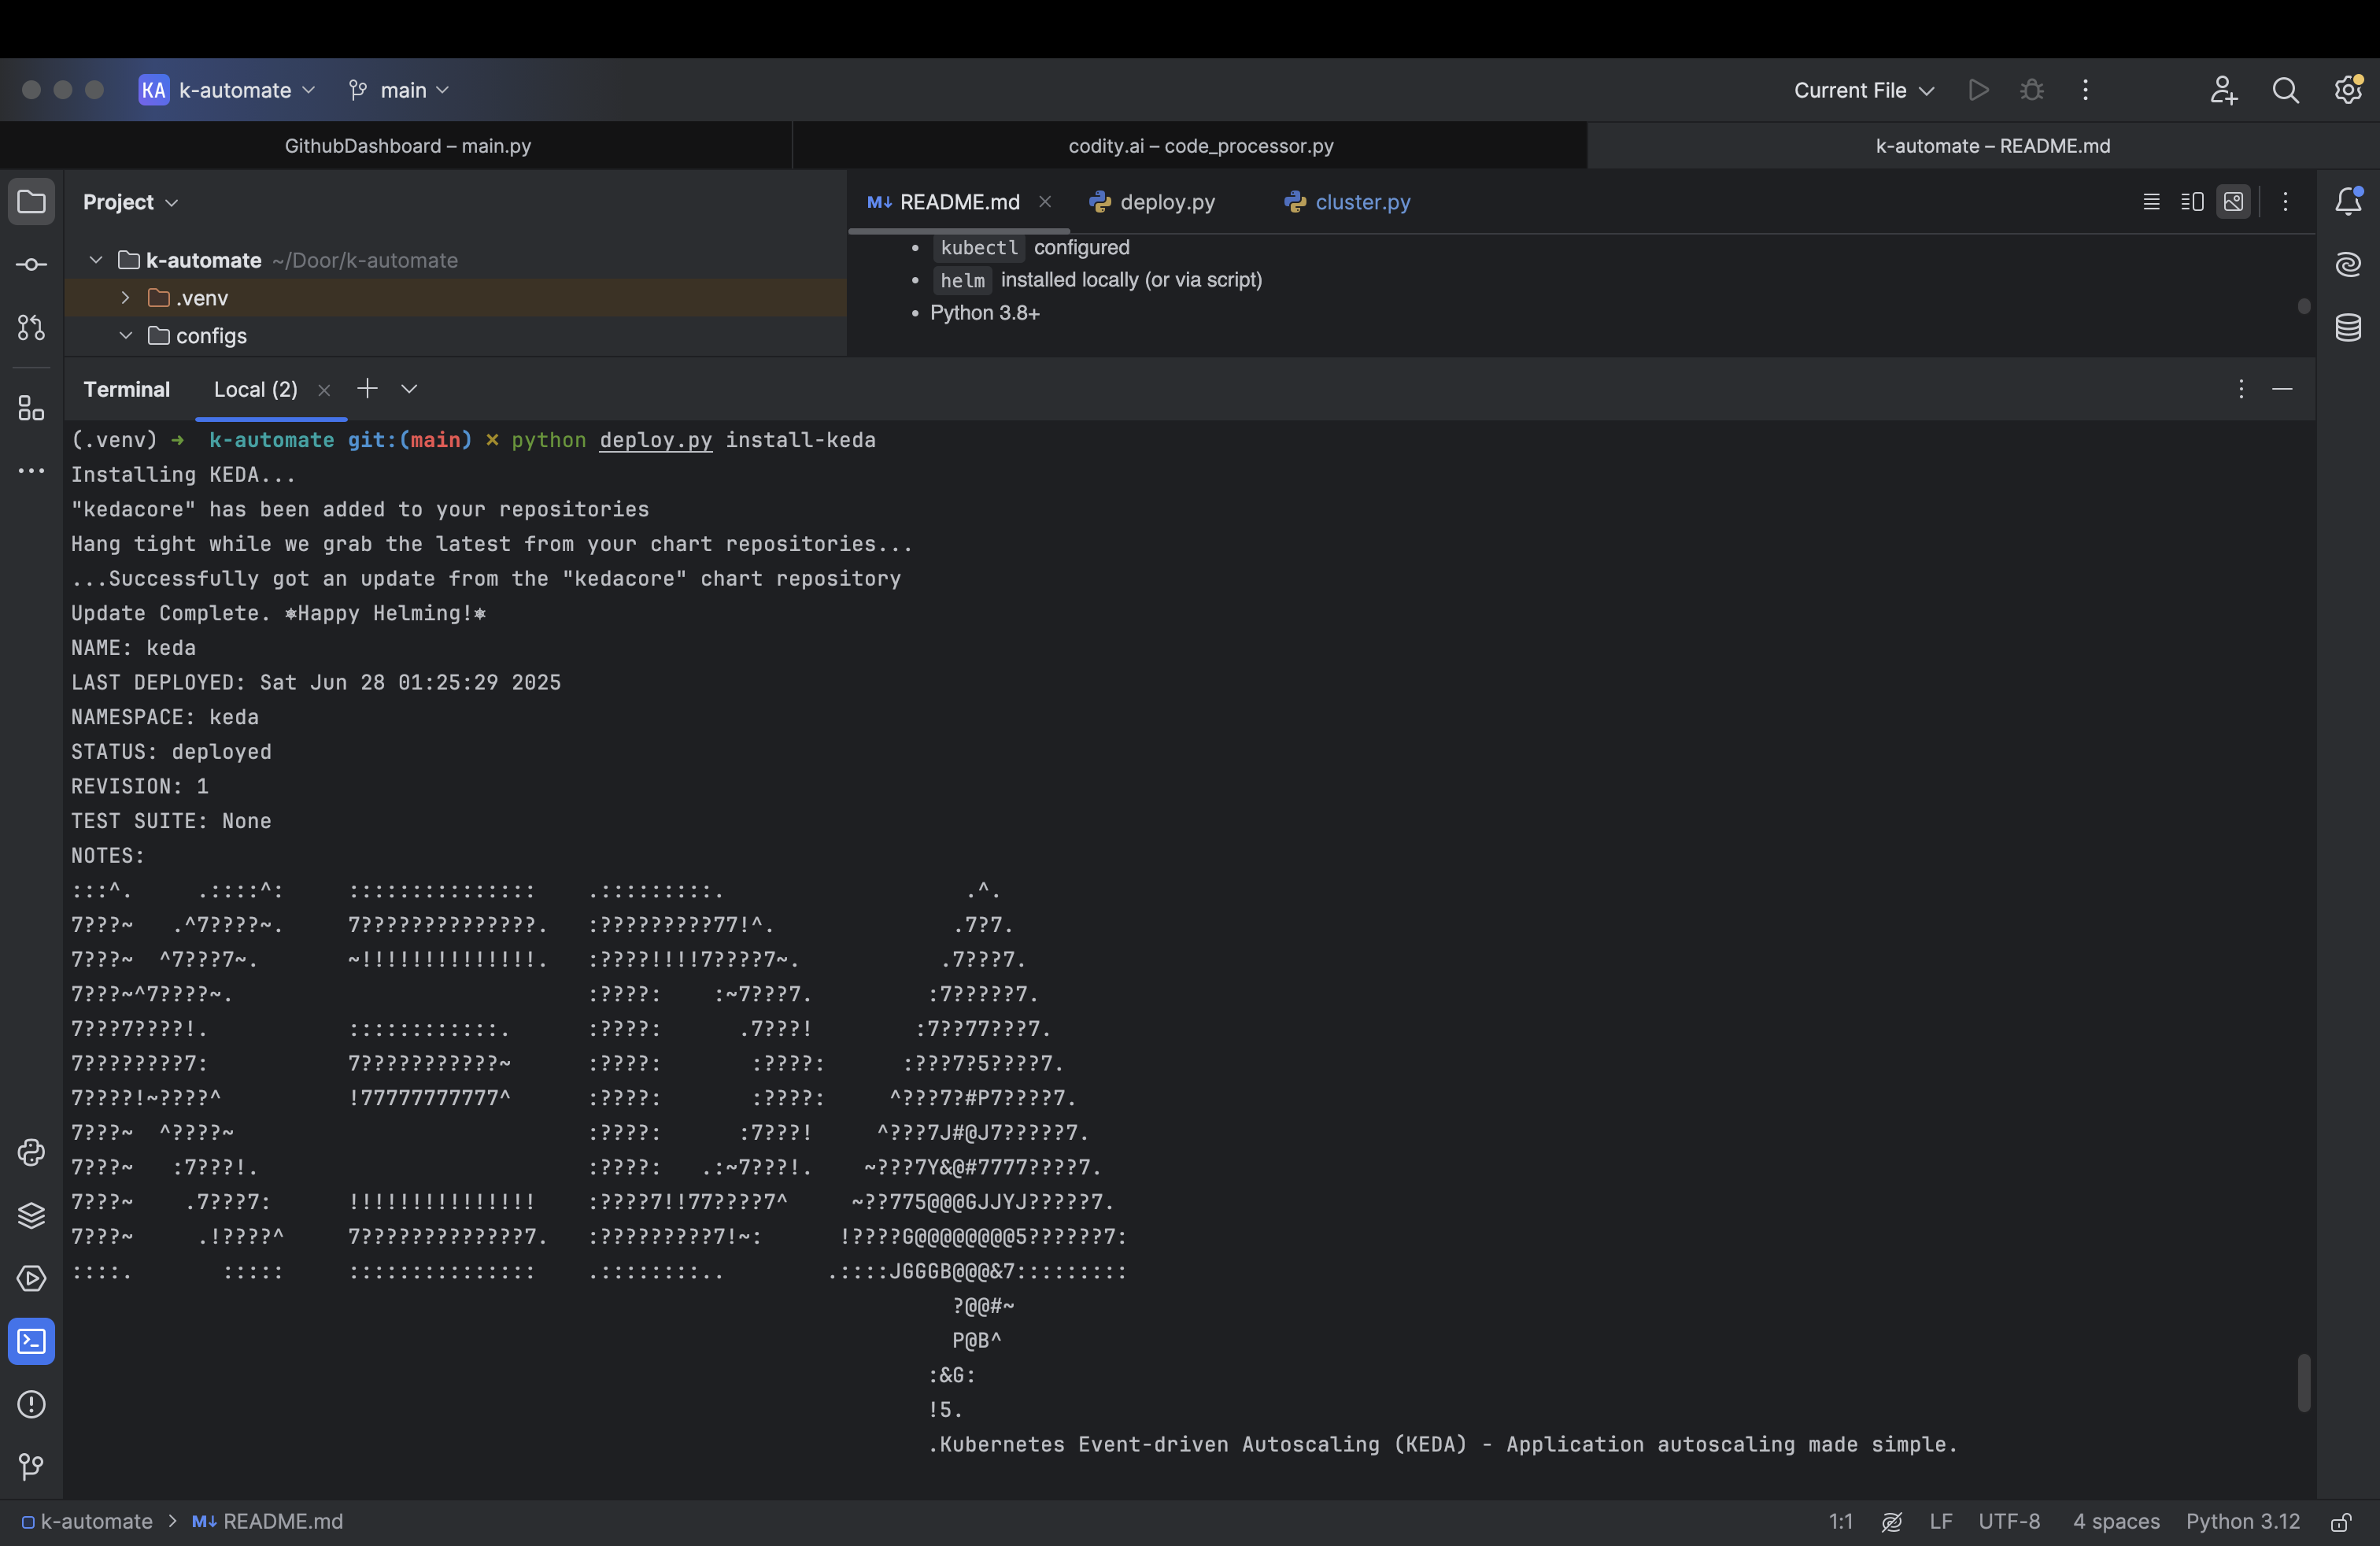 KA k-automate main Current File
GithubDashboard – main.py codity.ai – code_processor.py k-automate – README.md
Project README.md deploy.py cluster.py
k-automate ~/Door/k-automate
.venv
configs
• kubectl configured
• helm installed locally (or via script)
• Python 3.8+
Terminal Local (2)
(.venv) ➜  k-automate git:(main) ✗ python deploy.py install-keda
Installing KEDA...
"kedacore" has been added to your repositories
Hang tight while we grab the latest from your chart repositories...
...Successfully got an update from the "kedacore" chart repository
Update Complete. ⎈Happy Helming!⎈
NAME: keda
LAST DEPLOYED: Sat Jun 28 01:25:29 2025
NAMESPACE: keda
STATUS: deployed
REVISION: 1
TEST SUITE: None
NOTES:
:::^.     .::::^:     :::::::::::::::    .:::::::::.                   .^.
7???~   .^7????~.     7??????????????.   :?????????77!^.              .7?7.
7???~  ^7???7~.       ~!!!!!!!!!!!!!!.   :????!!!!7????7~.           .7???7.
7???~^7????~.                            :????:    :~7???7.         :7?????7.
7???7????!.           ::::::::::::.      :????:      .7???!        :7??77???7.
7????????7:           7???????????~      :????:       :????:      :???7?5????7.
7????!~????^          !77777777777^      :????:       :????:     ^???7?#P7????7.
7???~  ^????~                            :????:      :7???!     ^???7J#@J7?????7.
7???~   :7???!.                          :????:   .:~7???!.    ~???7Y&@#7777????7.
7???~    .7???7:      !!!!!!!!!!!!!!!    :????7!!77????7^     ~??775@@@GJJYJ?????7.
7???~     .!????^     7?????????????7.   :?????????7!~:      !????G@@@@@@@@5??????7:
::::.       :::::     :::::::::::::::    .::::::::..        .::::JGGGB@@@&7:::::::::
                                                                      ?@@#~
                                                                      P@B^
                                                                    :&G:
                                                                    !5.
                                                                    .Kubernetes Event-driven Autoscaling (KEDA) - Application autoscaling made simple.
k-automate > README.md 1:1 LF UTF-8 4 spaces Python 3.12